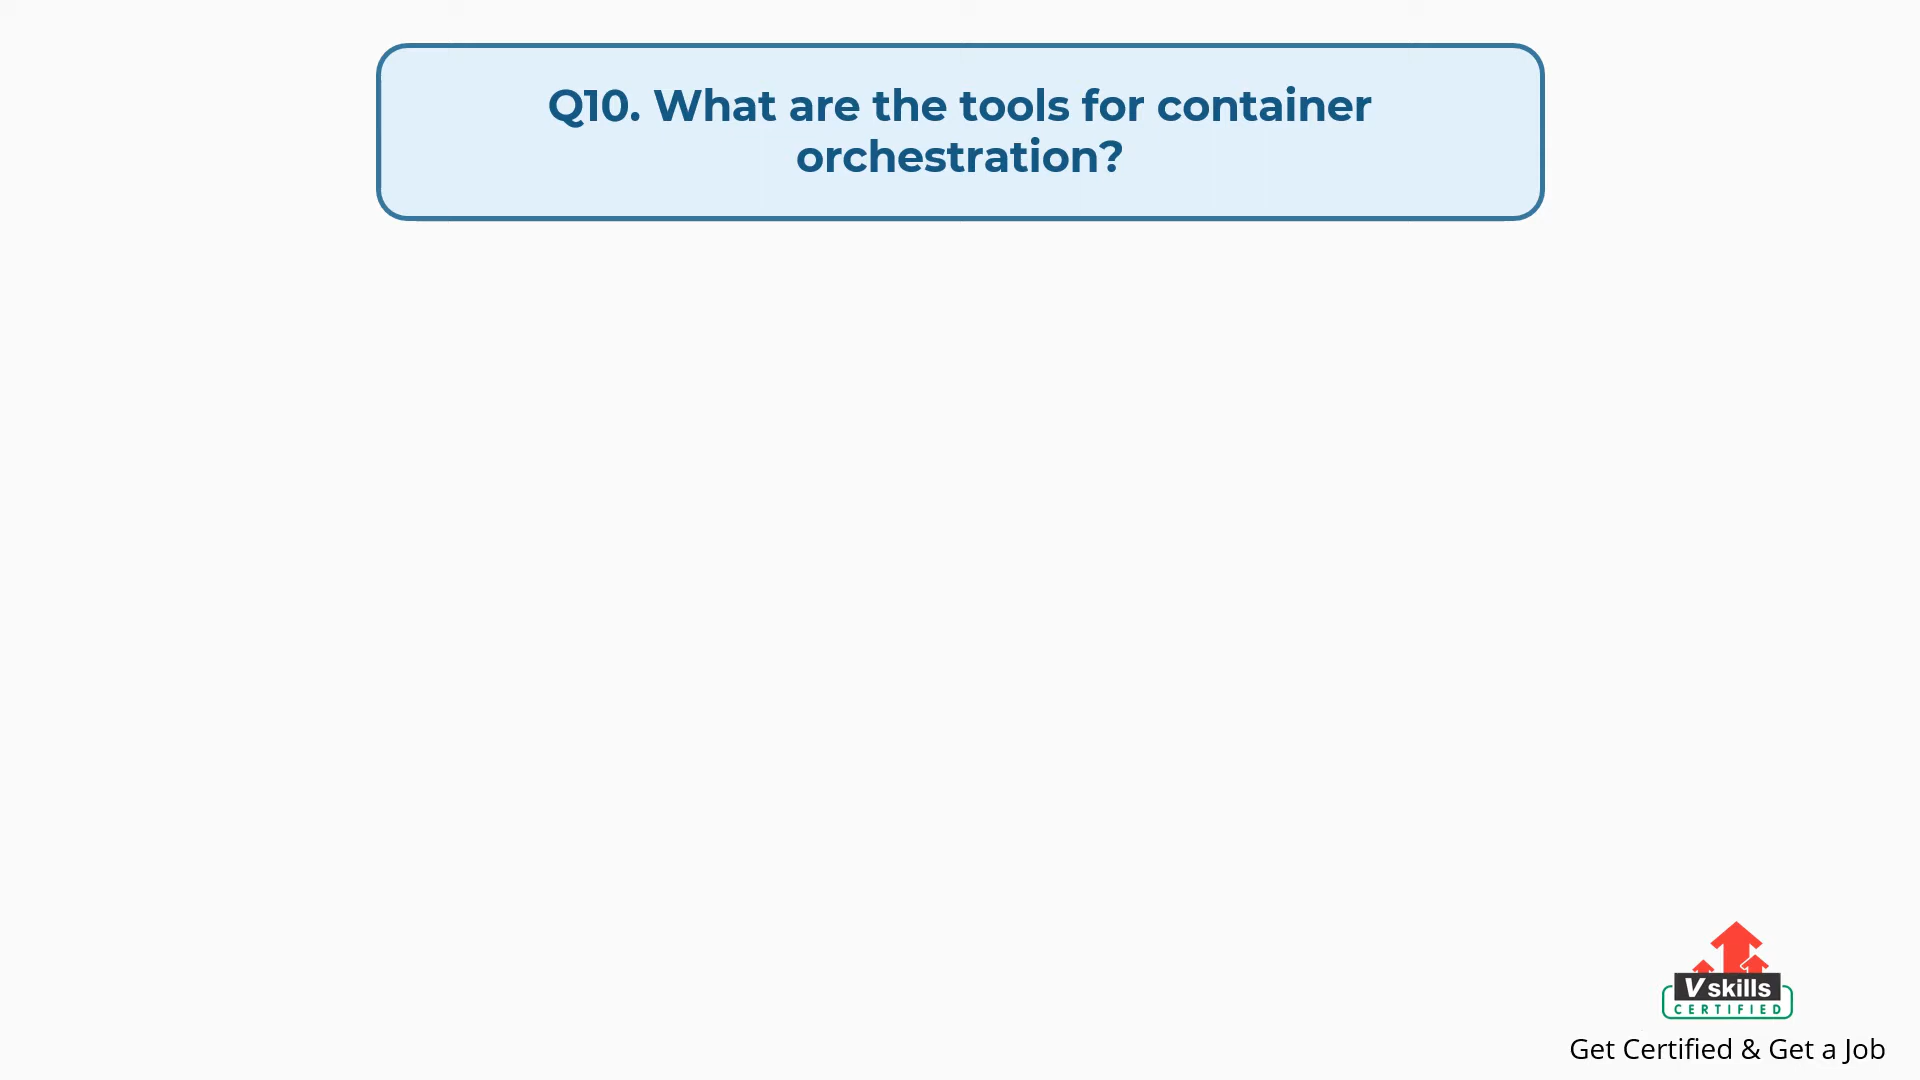 Q10. What are the tools for container
orchestration?
Vskills
CERTIFIED
Get Certified & Get a Job